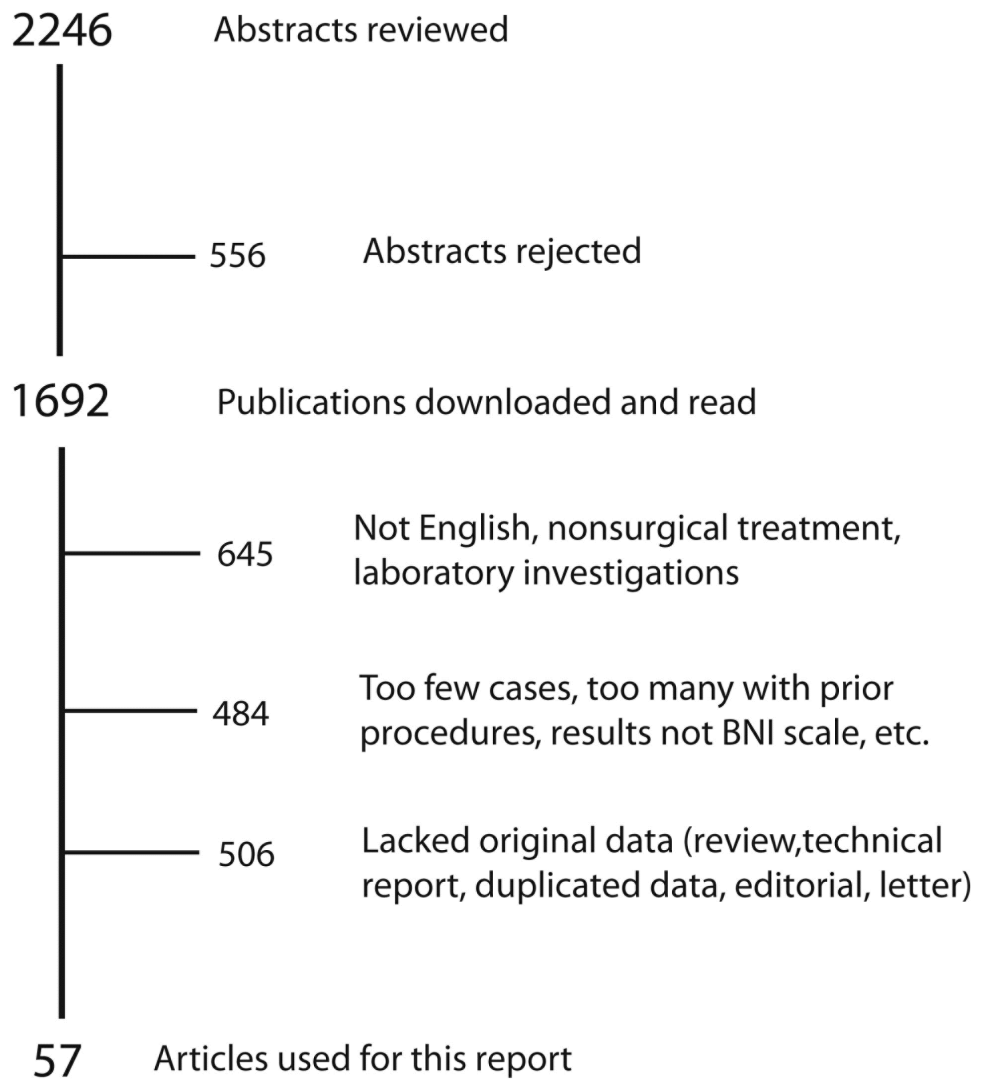 2246 Abstracts reviewed
556 Abstracts rejected
1692 Publications downloaded and read
645 Not English, nonsurgical treatment,
laboratory investigations
484 Too few cases, too many with prior
procedures, results not BNI scale, etc.
506 Lacked original data (review,technical
report, duplicated data, editorial, letter)
57 Articles used for this report